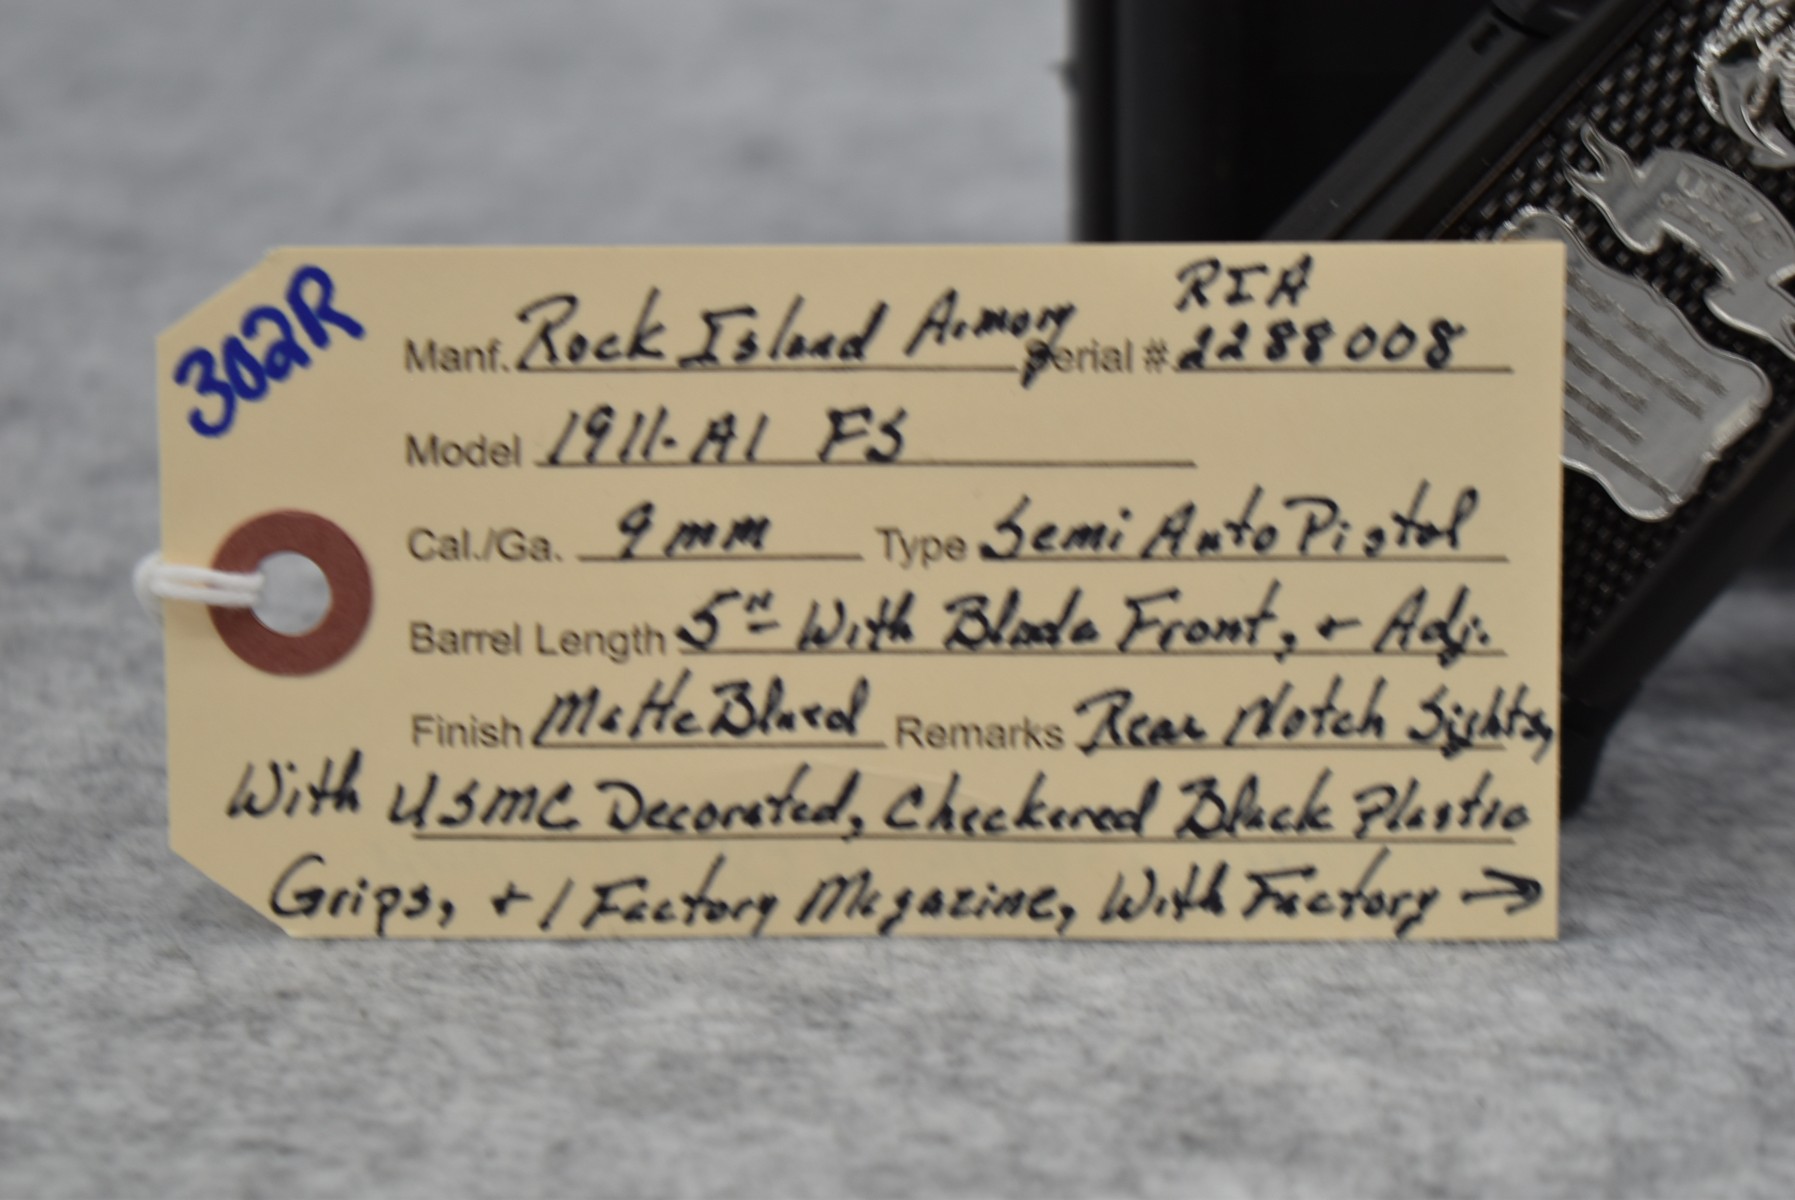 302R
Manf. Rock Island Armory Serial # RIA
2288008
Model 1911-A1 FS
Cal./Ga. 9mm Type Semi Auto Pistol
Barrel Length 5" With Blade Front, + Adj.
Finish Matte Blued Remarks Rear Notch Sights,
With USMC Decorated, Checkered Black Plastic
Grips, + 1 Factory Magazine, With Factory →
USMC